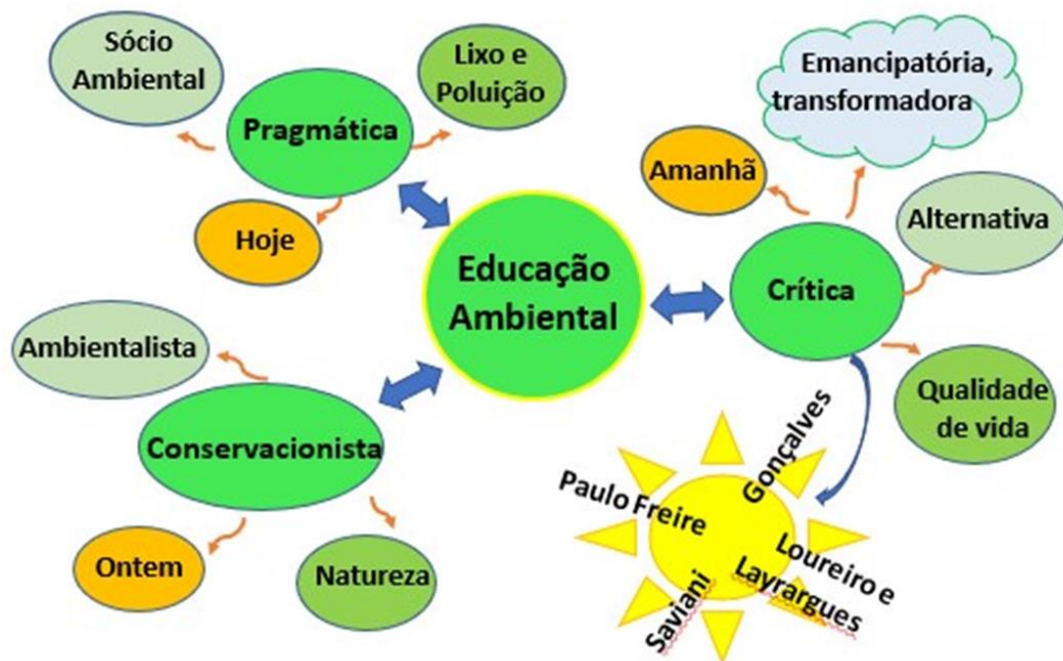 Sócio
Ambiental
Pragmática
Lixo e
Poluição
Hoje
Educação
Ambiental
Ambientalista
Conservacionista
Ontem
Natureza
Emancipatória,
transformadora
Amanhã
Alternativa
Crítica
Qualidade
de vida
Gonçalves
Paulo Freire
Loureiro e
Layrargues
Saviani